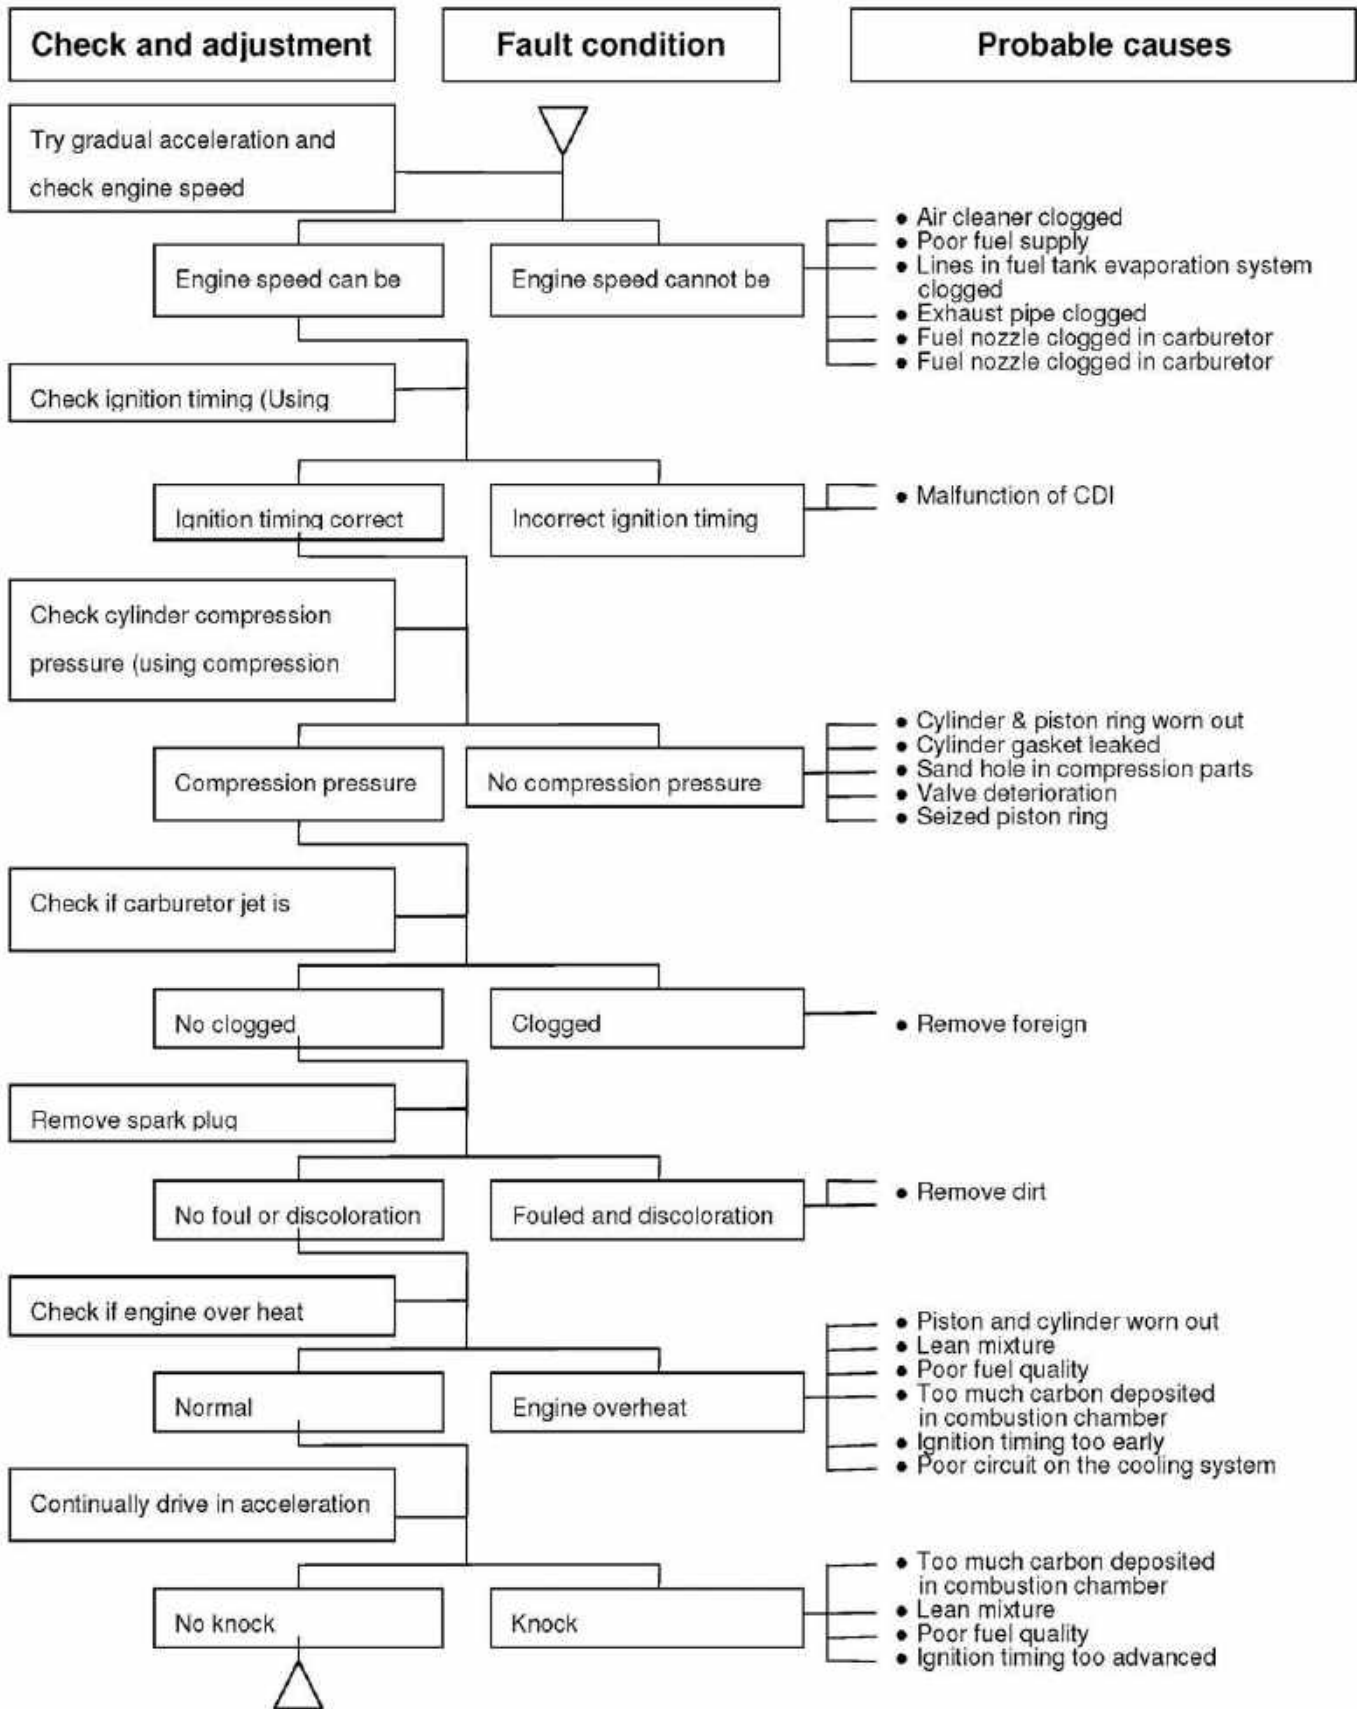 Check and adjustment
Fault condition
Probable causes
Try gradual acceleration and
check engine speed
Engine speed can be
Engine speed cannot be
● Air cleaner clogged
● Poor fuel supply
● Lines in fuel tank evaporation system
clogged
● Exhaust pipe clogged
● Fuel nozzle clogged in carburetor
● Fuel nozzle clogged in carburetor
Check ignition timing (Using
Ignition timing correct
Incorrect ignition timing
● Malfunction of CDI
Check cylinder compression
pressure (using compression
Compression pressure
No compression pressure
● Cylinder & piston ring worn out
● Cylinder gasket leaked
● Sand hole in compression parts
● Valve deterioration
● Seized piston ring
Check if carburetor jet is
No clogged
Clogged
● Remove foreign
Remove spark plug
No foul or discoloration
Fouled and discoloration
● Remove dirt
Check if engine over heat
Normal
Engine overheat
● Piston and cylinder worn out
● Lean mixture
● Poor fuel quality
● Too much carbon deposited
in combustion chamber
● Ignition timing too early
● Poor circuit on the cooling system
Continually drive in acceleration
No knock
Knock
● Too much carbon deposited
in combustion chamber
● Lean mixture
● Poor fuel quality
● Ignition timing too advanced